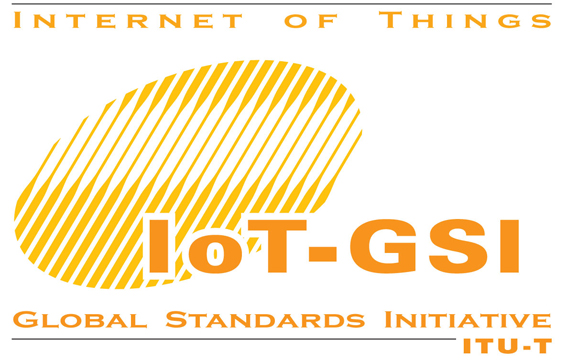 INTERNET OF THINGS
IoT-GSI
GLOBAL STANDARDS INITIATIVE
ITU-T